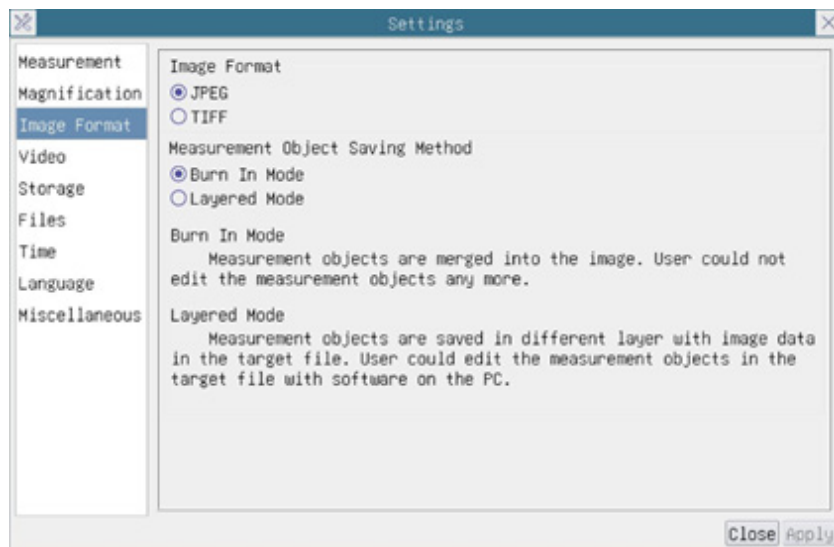 Settings
Measurement
Magnification
Image Format
Video
Storage
Files
Time
Language
Miscellaneous
Image Format
JPEG
TIFF
Measurement Object Saving Method
Burn In Mode
Layered Mode
Burn In Mode
Measurement objects are merged into the image. User could not
edit the measurement objects any more.
Layered Mode
Measurement objects are saved in different layer with image data
in the target file. User could edit the measurement objects in the
target file with software on the PC.
Close Apply